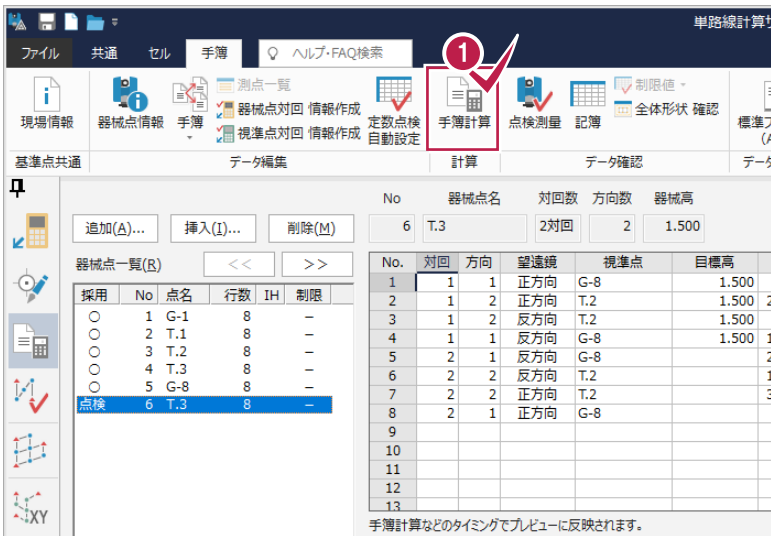 単路線計算サ
ファイル 共通 セル 手簿 ヘルプ・FAQ検索
1
現場情報 器械点情報 手簿 測点一覧 器械点対回 情報作成 視準点対回 情報作成 定数点検 自動設定 手簿計算 点検測量 記簿 制限値 全体形状 確認 標準フ
(A
基準点共通 データ編集 計算 データ確認 データ
No 器械点名 対回数 方向数 器械高
6 T.3 2対回 2 1.500
追加(A)... 挿入(I)... 削除(M)
器械点一覧(R) << >>
採用 No 点名 行数 IH 制限
○ 1 G-1 8 −
○ 2 T.1 8 −
○ 3 T.2 8 −
○ 4 T.3 8 −
○ 5 G-8 8 −
点検 6 T.3 8 −
No. 対回 方向 望遠鏡 視準点 目標高
1 1 1 正方向 G-8 1.500
2 1 2 正方向 T.2 1.500 2
3 1 2 反方向 T.2 1.500
4 1 1 反方向 G-8 1.500 1
5 2 1 反方向 G-8 2
6 2 2 反方向 T.2 1
7 2 2 正方向 T.2 3
8 2 1 正方向 G-8
9
10
11
12
13
手簿計算などのタイミングでプレビューに反映されます。
XY